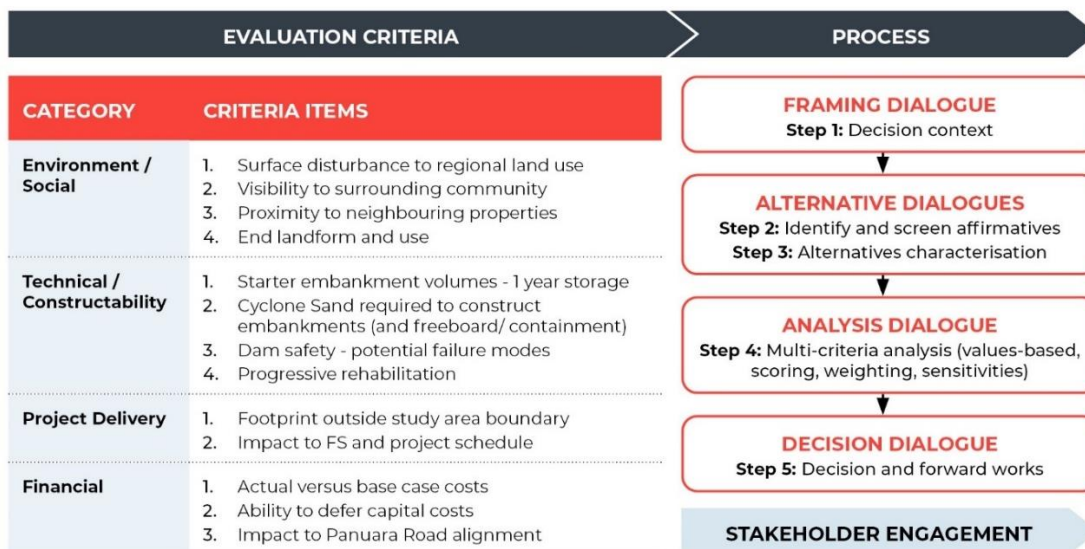 EVALUATION CRITERIA
PROCESS
CATEGORY
CRITERIA ITEMS
Environment /
Social
1. Surface disturbance to regional land use
2. Visibility to surrounding community
3. Proximity to neighbouring properties
4. End landform and use
Technical /
Constructability
1. Starter embankment volumes - 1 year storage
2. Cyclone Sand required to construct
embankments (and freeboard/ containment)
3. Dam safety - potential failure modes
4. Progressive rehabilitation
Project Delivery
1. Footprint outside study area boundary
2. Impact to FS and project schedule
Financial
1. Actual versus base case costs
2. Ability to defer capital costs
3. Impact to Panuara Road alignment
FRAMING DIALOGUE
Step 1: Decision context
ALTERNATIVE DIALOGUES
Step 2: Identify and screen affirmatives
Step 3: Alternatives characterisation
ANALYSIS DIALOGUE
Step 4: Multi-criteria analysis (values-based,
scoring, weighting, sensitivities)
DECISION DIALOGUE
Step 5: Decision and forward works
STAKEHOLDER ENGAGEMENT